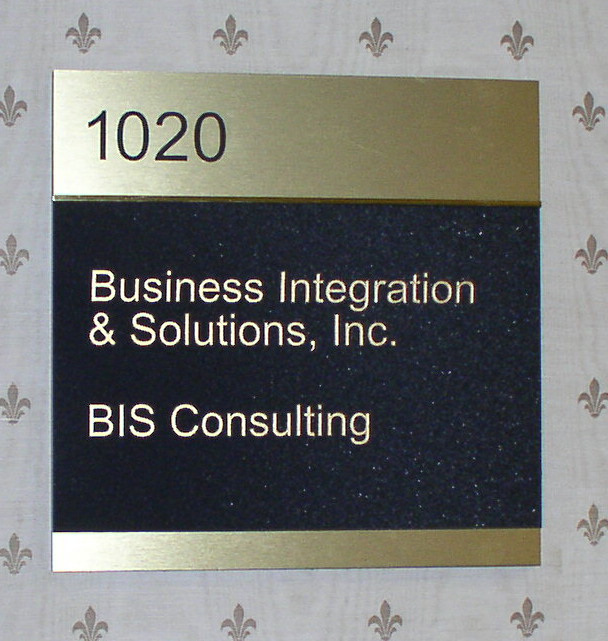 1020
Business Integration
& Solutions, Inc.
BIS Consulting